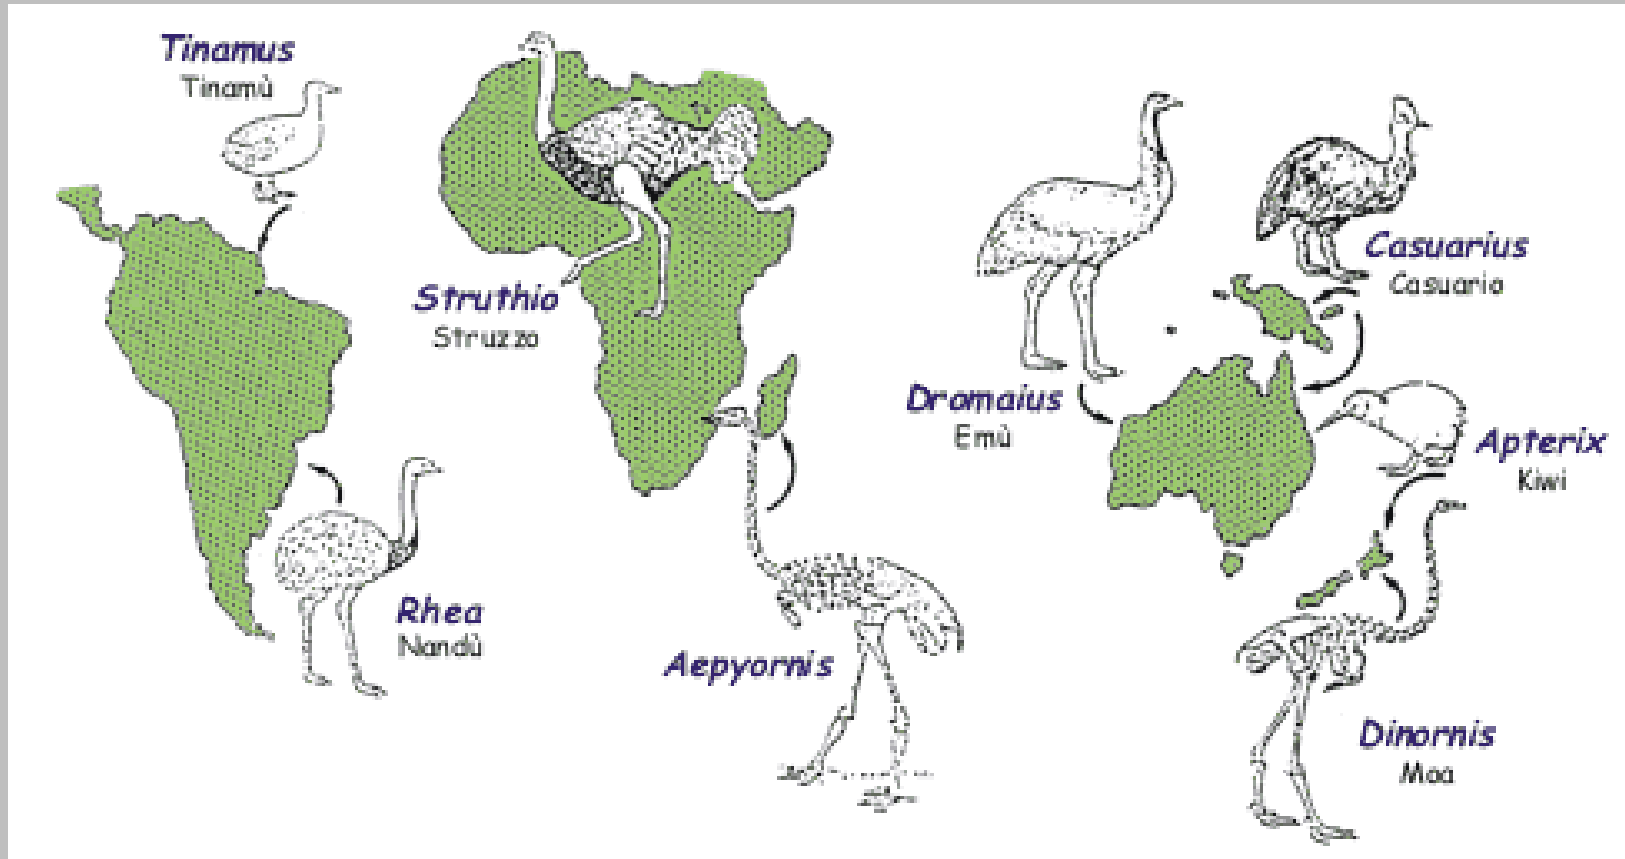 Tinamus
Tinamù
Struthio
Struzzo
Rhea
Nandù
Aepyornis
Dromaius
Emù
Casuarius
Casuario
Apterix
Kiwi
Dinornis
Moa